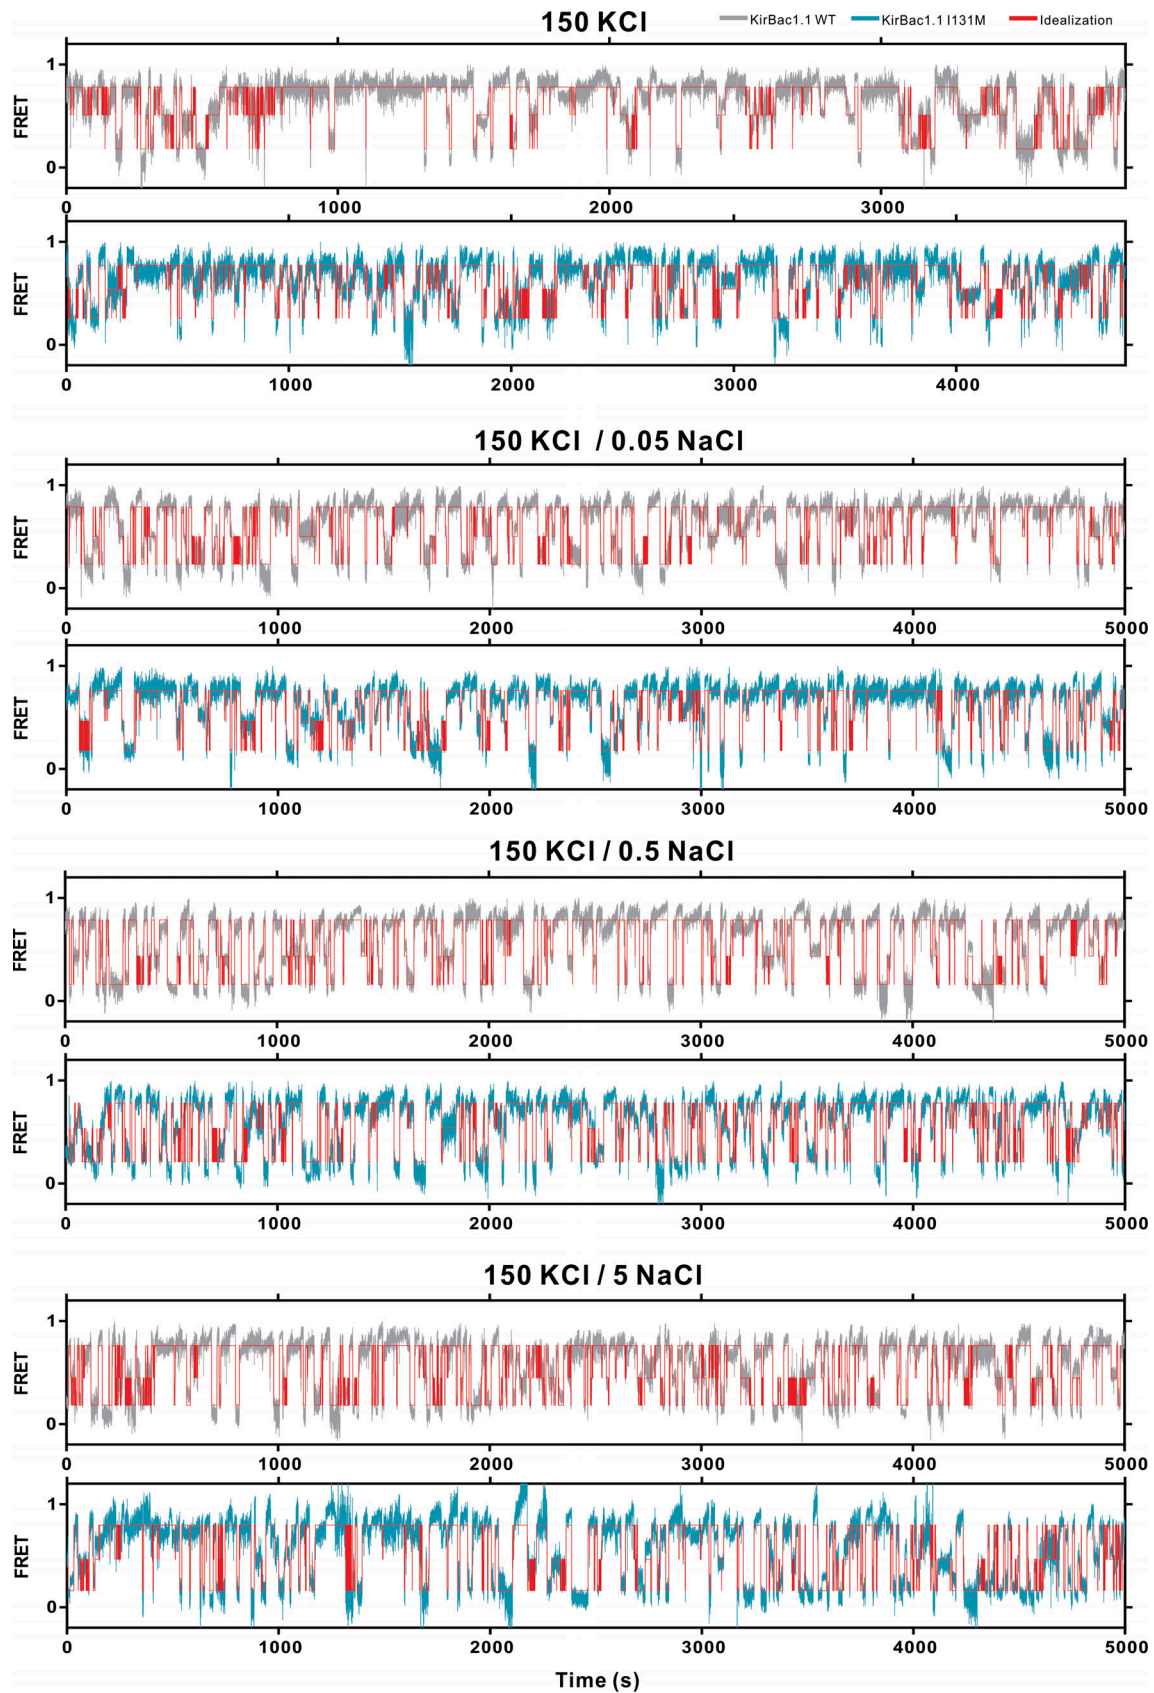 150 KCl
KirBac1.1 WT KirBac1.1 I131M Idealization
FRET
1
0
0 1000 2000 3000
FRET
1
0
0 1000 2000 3000 4000
150 KCl / 0.05 NaCl
FRET
1
0
0 1000 2000 3000 4000 5000
FRET
1
0
0 1000 2000 3000 4000 5000
150 KCl / 0.5 NaCl
FRET
1
0
0 1000 2000 3000 4000 5000
FRET
1
0
0 1000 2000 3000 4000 5000
150 KCl / 5 NaCl
FRET
1
0
0 1000 2000 3000 4000 5000
FRET
1
0
0 1000 2000 3000 4000 5000
Time (s)